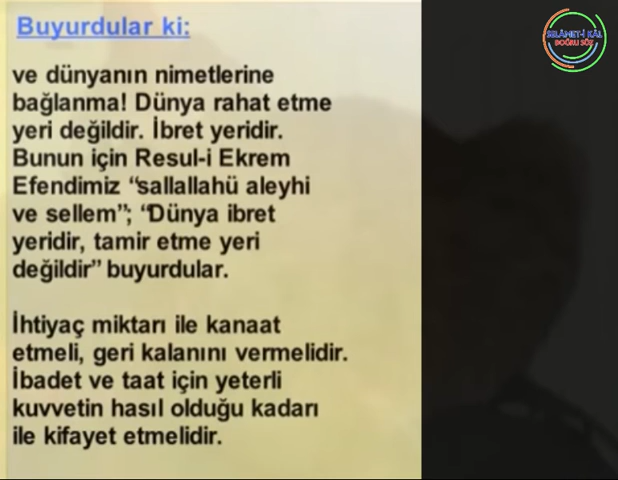 Buyurdular ki:
SELÂMET-İ KÂL
DOĞRU SÖZ
ve dünyanın nimetlerine
bağlanma! Dünya rahat etme
yeri değildir. İbret yeridir.
Bunun için Resul-i Ekrem
Efendimiz “sallallahü aleyhi
ve sellem”; “Dünya ibret
yeridir, tamir etme yeri
değildir” buyurdular.
İhtiyaç miktarı ile kanaat
etmeli, geri kalanını vermelidir.
İbadet ve taat için yeterli
kuvvetin hasıl olduğu kadarı
ile kifayet etmelidir.